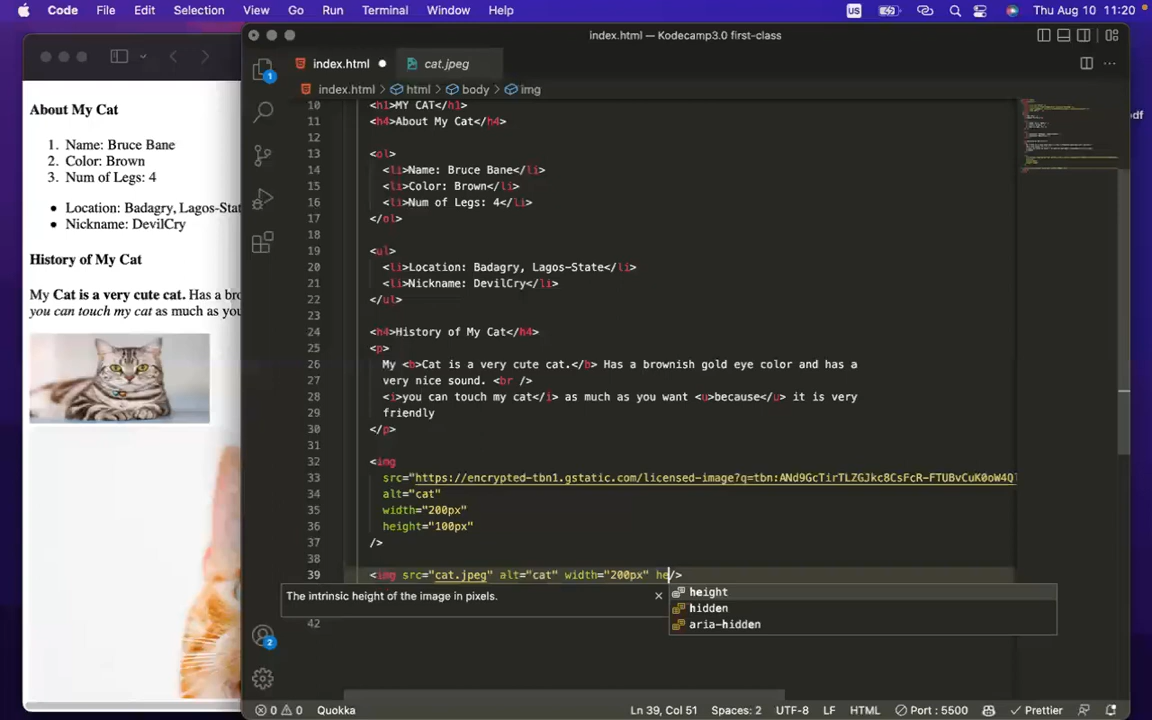 Code File Edit Selection View Go Run Terminal Window Help US Thu Aug 10 11:20
index.html — Kodecamp3.0 first-class
index.html cat.jpeg
index.html > html > body > img
1
2
About My Cat
1. Name: Bruce Bane
2. Color: Brown
3. Num of Legs: 4
• Location: Badagry, Lagos-Stat
• Nickname: DevilCry
History of My Cat
My Cat is a very cute cat. Has a bro
you can touch my cat as much as you
10 <h1>MY CAT</h1>
11 <h4>About My Cat</h4>
12
13 <ol>
14 <li>Name: Bruce Bane</li>
15 <li>Color: Brown</li>
16 <li>Num of Legs: 4</li>
17 </ol>
18
19 <ul>
20 <li>Location: Badagry, Lagos-State</li>
21 <li>Nickname: DevilCry</li>
22 </ul>
23
24 <h4>History of My Cat</h4>
25 <p>
26 My <b>Cat is a very cute cat.</b> Has a brownish gold eye color and has a
27 very nice sound. <br />
28 <i>you can touch my cat</i> as much as you want <u>because</u> it is very
29 friendly
30 </p>
31
32 <img
33 src="https://encrypted-tbn1.gstatic.com/licensed-image?q=tbn:ANd9GcTirTLZGJkc8CsFcR-FTUBvCuK0oW4Q
34 alt="cat"
35 width="200px"
36 height="100px"
37 />
38
39 <img src="cat.jpeg" alt="cat" width="200px" he/>
The intrinsic height of the image in pixels. ×
height
hidden
aria-hidden
42
0 0 Quokka Ln 39, Col 51 Spaces: 2 UTF-8 LF HTML Port : 5500 Prettier
df